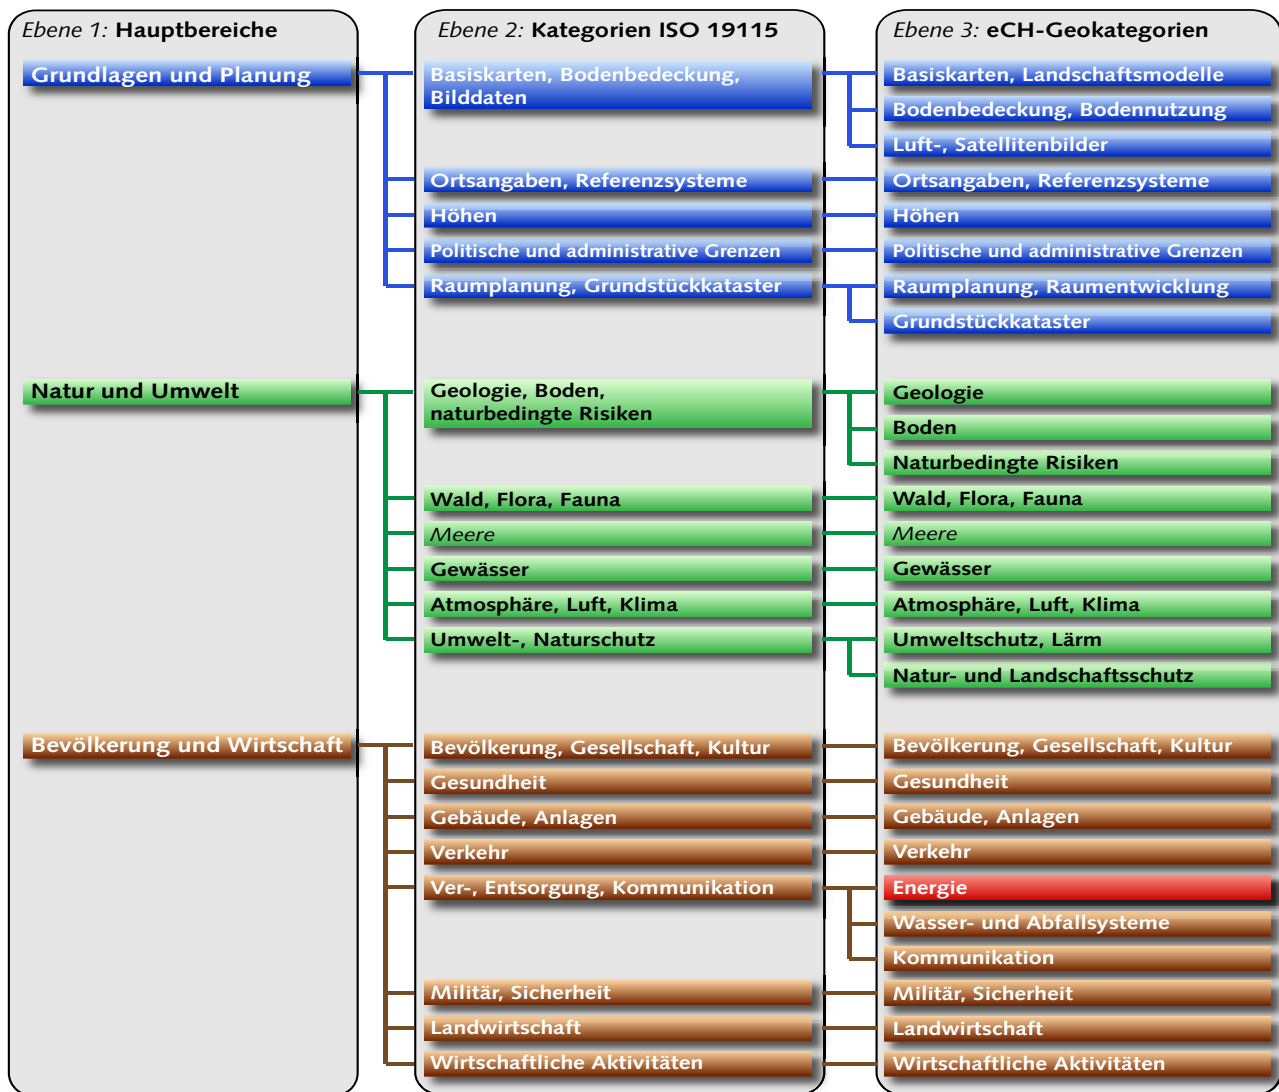 Ebene 1: Hauptbereiche
Grundlagen und Planung
Natur und Umwelt
Bevölkerung und Wirtschaft
Ebene 2: Kategorien ISO 19115
Basiskarten, Bodenbedeckung,
Bilddaten
Ortsangaben, Referenzsysteme
Höhen
Politische und administrative Grenzen
Raumplanung, Grundstückkataster
Geologie, Boden,
naturbedingte Risiken
Wald, Flora, Fauna
Meere
Gewässer
Atmosphäre, Luft, Klima
Umwelt-, Naturschutz
Bevölkerung, Gesellschaft, Kultur
Gesundheit
Gebäude, Anlagen
Verkehr
Ver-, Entsorgung, Kommunikation
Militär, Sicherheit
Landwirtschaft
Wirtschaftliche Aktivitäten
Ebene 3: eCH-Geokategorien
Basiskarten, Landschaftsmodelle
Bodenbedeckung, Bodennutzung
Luft-, Satellitenbilder
Ortsangaben, Referenzsysteme
Höhen
Politische und administrative Grenzen
Raumplanung, Raumentwicklung
Grundstückkataster
Geologie
Boden
Naturbedingte Risiken
Wald, Flora, Fauna
Meere
Gewässer
Atmosphäre, Luft, Klima
Umweltschutz, Lärm
Natur- und Landschaftsschutz
Bevölkerung, Gesellschaft, Kultur
Gesundheit
Gebäude, Anlagen
Verkehr
Energie
Wasser- und Abfallsysteme
Kommunikation
Militär, Sicherheit
Landwirtschaft
Wirtschaftliche Aktivitäten